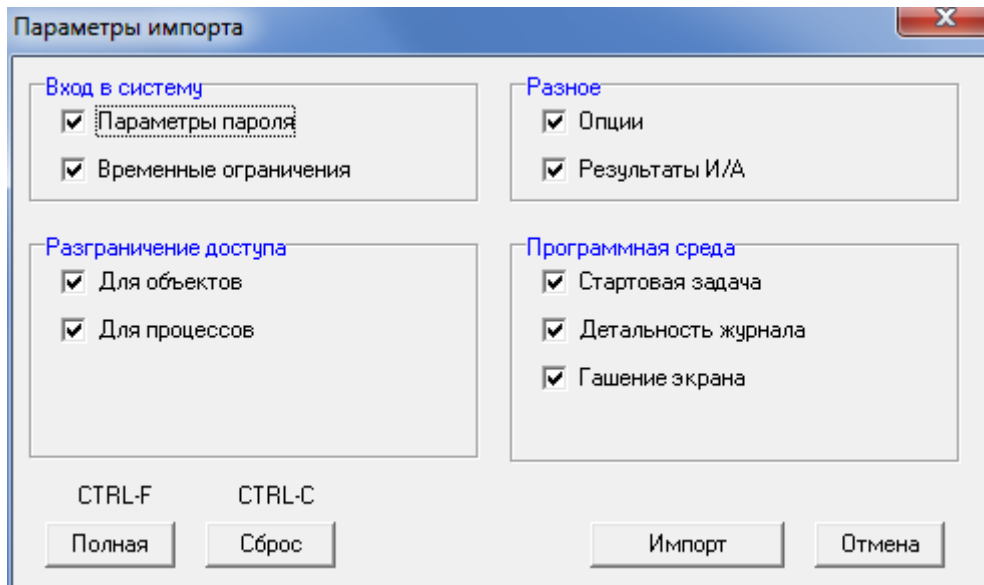 Параметры импорта
Вход в систему
Параметры пароля
Временные ограничения
Разное
Опции
Результаты И/А
Разграничение доступа
Для объектов
Для процессов
Программная среда
Стартовая задача
Детальность журнала
Гашение экрана
CTRL-F
CTRL-C
Полная
Сброс
Импорт
Отмена